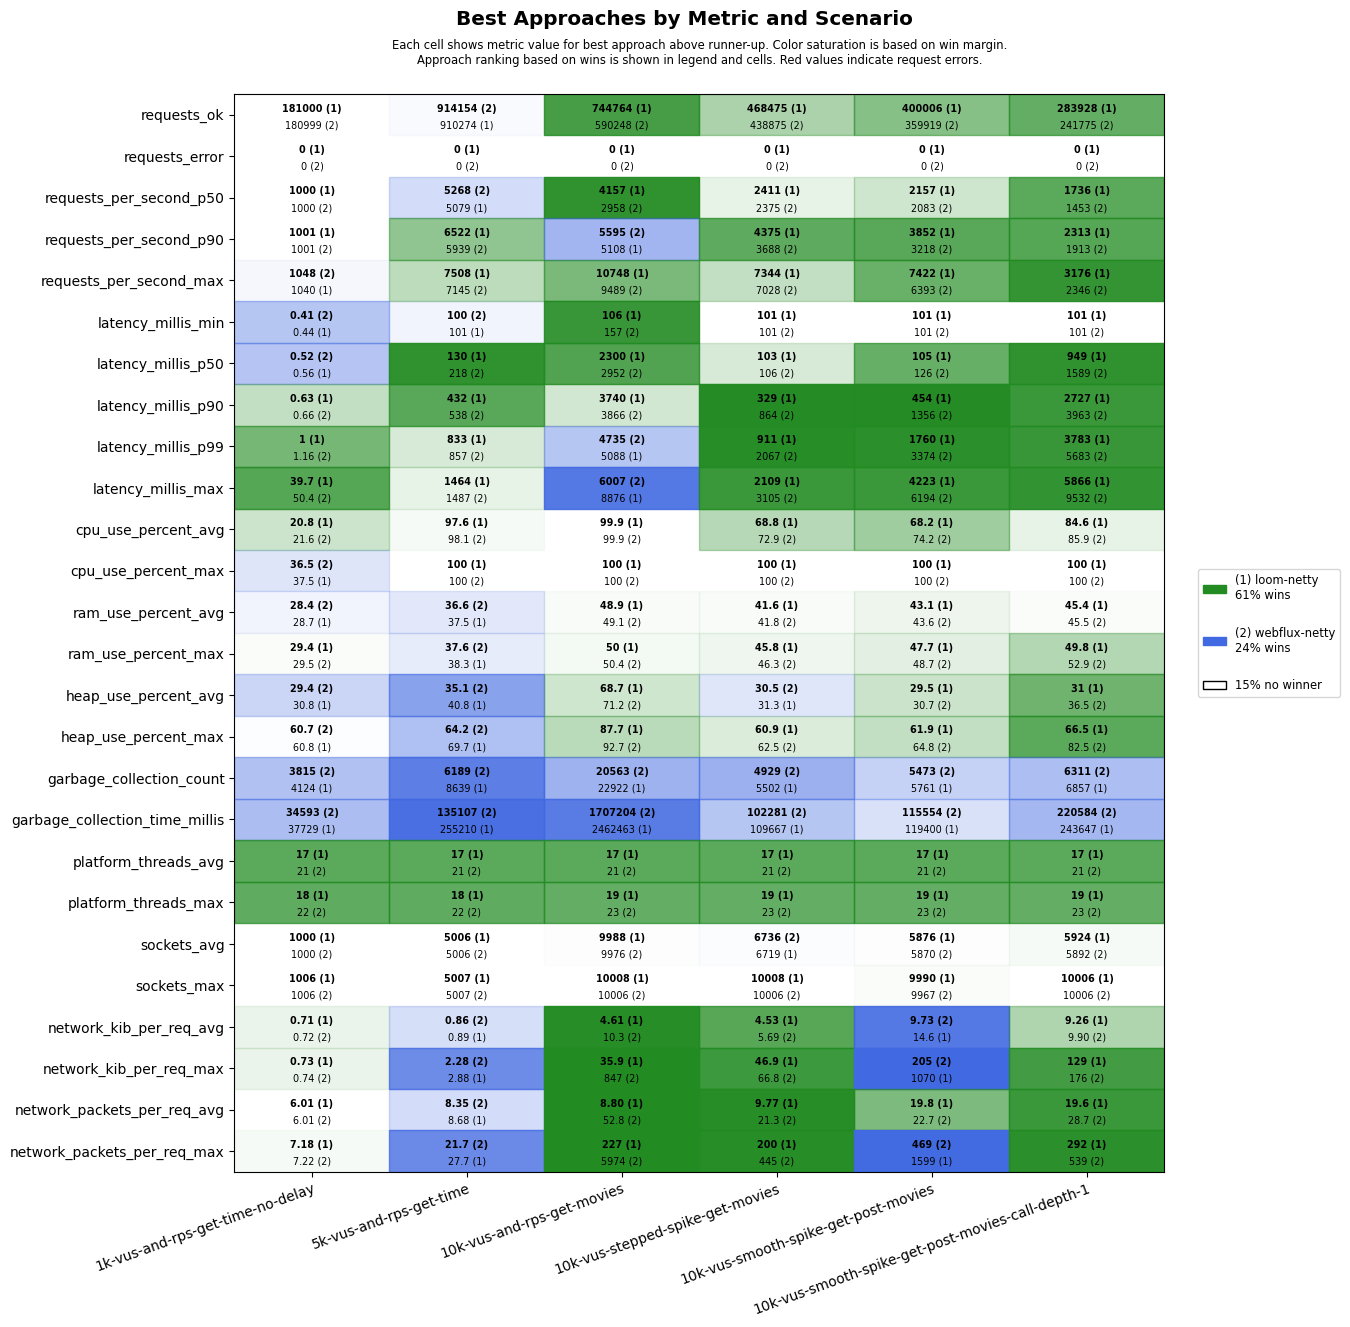 Best Approaches by Metric and Scenario
Each cell shows metric value for best approach above runner-up. Color saturation is based on win margin.
Approach ranking based on wins is shown in legend and cells. Red values indicate request errors.
requests_ok
181000 (1) 914154 (2) 744764 (1) 468475 (1) 400006 (1) 283928 (1)
180999 (2) 910274 (1) 590248 (2) 438875 (2) 359919 (2) 241775 (2)
requests_error
0 (1) 0 (1) 0 (1) 0 (1) 0 (1) 0 (1)
0 (2) 0 (2) 0 (2) 0 (2) 0 (2) 0 (2)
requests_per_second_p50
1000 (1) 5268 (2) 4157 (1) 2411 (1) 2157 (1) 1736 (1)
1000 (2) 5079 (1) 2958 (2) 2375 (2) 2083 (2) 1453 (2)
requests_per_second_p90
1001 (1) 6522 (1) 5595 (2) 4375 (1) 3852 (1) 2313 (1)
1001 (2) 5939 (2) 5108 (1) 3688 (2) 3218 (2) 1913 (2)
requests_per_second_max
1048 (2) 7508 (1) 10748 (1) 7344 (1) 7422 (1) 3176 (1)
1040 (1) 7145 (2) 9489 (2) 7028 (2) 6393 (2) 2346 (2)
latency_millis_min
0.41 (2) 100 (2) 106 (1) 101 (1) 101 (1) 101 (1)
0.44 (1) 101 (1) 157 (2) 101 (2) 101 (2) 101 (2)
latency_millis_p50
0.52 (2) 130 (1) 2300 (1) 103 (1) 105 (1) 949 (1)
0.56 (1) 218 (2) 2952 (2) 106 (2) 126 (2) 1589 (2)
latency_millis_p90
0.63 (1) 432 (1) 3740 (1) 329 (1) 454 (1) 2727 (1)
0.66 (2) 538 (2) 3866 (2) 864 (2) 1356 (2) 3963 (2)
latency_millis_p99
1 (1) 833 (1) 4735 (2) 911 (1) 1760 (1) 3783 (1)
1.16 (2) 857 (2) 5088 (1) 2067 (2) 3374 (2) 5683 (2)
latency_millis_max
39.7 (1) 1464 (1) 6007 (2) 2109 (1) 4223 (1) 5866 (1)
50.4 (2) 1487 (2) 8876 (1) 3105 (2) 6194 (2) 9532 (2)
cpu_use_percent_avg
20.8 (1) 97.6 (1) 99.9 (1) 68.8 (1) 68.2 (1) 84.6 (1)
21.6 (2) 98.1 (2) 99.9 (2) 72.9 (2) 74.2 (2) 85.9 (2)
cpu_use_percent_max
36.5 (2) 100 (1) 100 (1) 100 (1) 100 (1) 100 (1)
37.5 (1) 100 (2) 100 (2) 100 (2) 100 (2) 100 (2)
ram_use_percent_avg
28.4 (2) 36.6 (2) 48.9 (1) 41.6 (1) 43.1 (1) 45.4 (1)
28.7 (1) 37.5 (1) 49.1 (2) 41.8 (2) 43.6 (2) 45.5 (2)
ram_use_percent_max
29.4 (1) 37.6 (2) 50 (1) 45.8 (1) 47.7 (1) 49.8 (1)
29.5 (2) 38.3 (1) 50.4 (2) 46.3 (2) 48.7 (2) 52.9 (2)
heap_use_percent_avg
29.4 (2) 35.1 (2) 68.7 (1) 30.5 (2) 29.5 (1) 31 (1)
30.8 (1) 40.8 (1) 71.2 (2) 31.3 (1) 30.7 (2) 36.5 (2)
heap_use_percent_max
60.7 (2) 64.2 (2) 87.7 (1) 60.9 (1) 61.9 (1) 66.5 (1)
60.8 (1) 69.7 (1) 92.7 (2) 62.5 (2) 64.8 (2) 82.5 (2)
garbage_collection_count
3815 (2) 6189 (2) 20563 (2) 4929 (2) 5473 (2) 6311 (2)
4124 (1) 8639 (1) 22922 (1) 5502 (1) 5761 (1) 6857 (1)
garbage_collection_time_millis
34593 (2) 135107 (2) 1707204 (2) 102281 (2) 115554 (2) 220584 (2)
37729 (1) 255210 (1) 2462463 (1) 109667 (1) 119400 (1) 243647 (1)
platform_threads_avg
17 (1) 17 (1) 17 (1) 17 (1) 17 (1) 17 (1)
21 (2) 21 (2) 21 (2) 21 (2) 21 (2) 21 (2)
platform_threads_max
18 (1) 18 (1) 19 (1) 19 (1) 19 (1) 19 (1)
22 (2) 22 (2) 23 (2) 23 (2) 23 (2) 23 (2)
sockets_avg
1000 (1) 5006 (1) 9988 (1) 6736 (2) 5876 (1) 5924 (1)
1000 (2) 5006 (2) 9976 (2) 6719 (1) 5870 (2) 5892 (2)
sockets_max
1006 (1) 5007 (1) 10008 (1) 10008 (1) 9990 (1) 10006 (1)
1006 (2) 5007 (2) 10006 (2) 10006 (2) 9967 (2) 10006 (2)
network_kib_per_req_avg
0.71 (1) 0.86 (2) 4.61 (1) 4.53 (1) 9.73 (2) 9.26 (1)
0.72 (2) 0.89 (1) 10.3 (2) 5.69 (2) 14.6 (1) 9.90 (2)
network_kib_per_req_max
0.73 (1) 2.28 (2) 35.9 (1) 46.9 (1) 205 (2) 129 (1)
0.74 (2) 2.88 (1) 847 (2) 66.8 (2) 1070 (1) 176 (2)
network_packets_per_req_avg
6.01 (1) 8.35 (2) 8.80 (1) 9.77 (1) 19.8 (1) 19.6 (1)
6.01 (2) 8.68 (1) 52.8 (2) 21.3 (2) 22.7 (2) 28.7 (2)
network_packets_per_req_max
7.18 (1) 21.7 (2) 227 (1) 200 (1) 469 (2) 292 (1)
7.22 (2) 27.7 (1) 5974 (2) 445 (2) 1599 (1) 539 (2)
1k-vus-and-rps-get-time-no-delay
5k-vus-and-rps-get-time
10k-vus-and-rps-get-movies
10k-vus-stepped-spike-get-movies
10k-vus-smooth-spike-get-post-movies
10k-vus-smooth-spike-get-post-movies-call-depth-1
(1) loom-netty
61% wins
(2) webflux-netty
24% wins
15% no winner